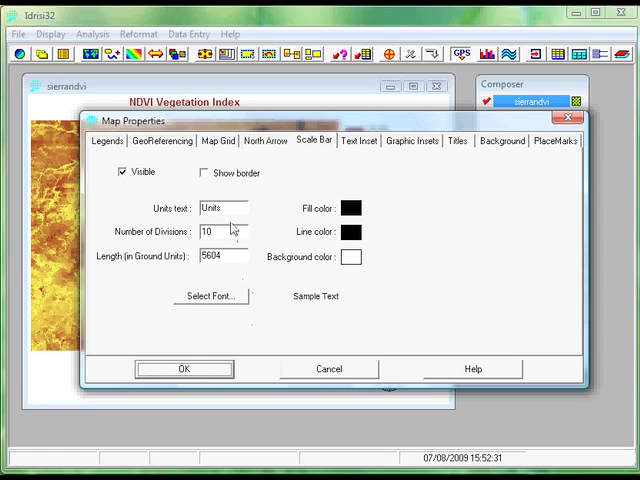 Idrisi32
File Display Analysis Reformat Data Entry Help
GPS
sierrandvi
Composer
NDVI Vegetation Index
sierrandvi
Map Properties
Legends GeoReferencing Map Grid North Arrow Scale Bar Text Inset Graphic Insets Titles Background PlaceMarks
Visible Show border
Units text : Units Fill color :
Number of Divisions : 10 Line color :
Length (in Ground Units) : 5604 Background color :
Select Font... Sample Text
OK Cancel Help
07/08/2009 15:52:31